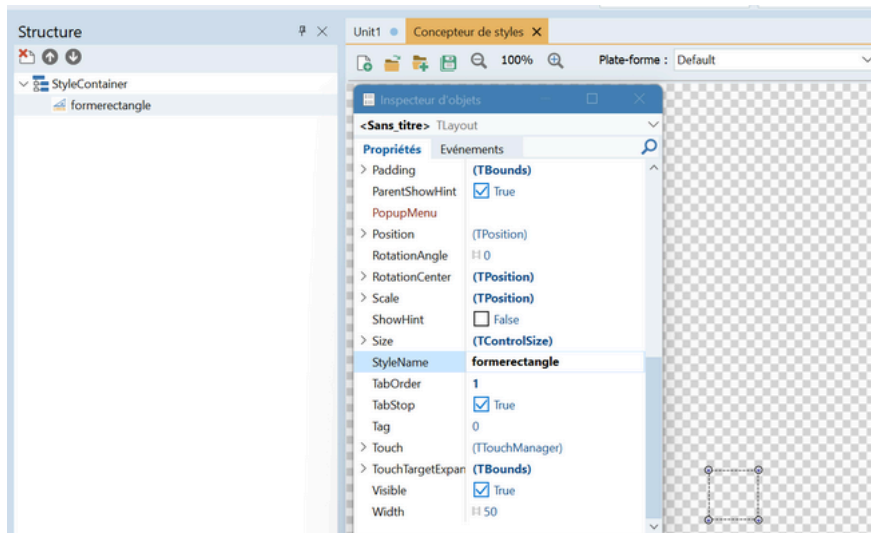 Structure
StyleContainer
formerectangle
Unit1
Concepteur de styles
100%
Plate-forme :
Default
Inspecteur d'objets
<Sans_titre> TLayout
Propriétés Evénements
Padding (TBounds)
ParentShowHint True
PopupMenu
Position (TPosition)
RotationAngle 0
RotationCenter (TPosition)
Scale (TPosition)
ShowHint False
Size (TControlSize)
StyleName formerectangle
TabOrder 1
TabStop True
Tag 0
Touch (TTouchManager)
TouchTargetExpan (TBounds)
Visible True
Width 50